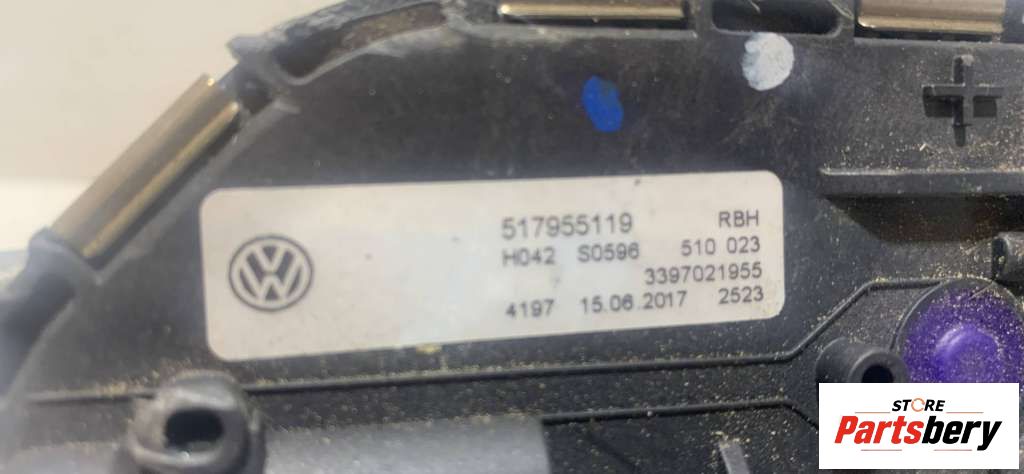 517955119 RBH
H042 S0596 510 023
3397021955
4197 15.06.2017 2523
STORE
Partsbery